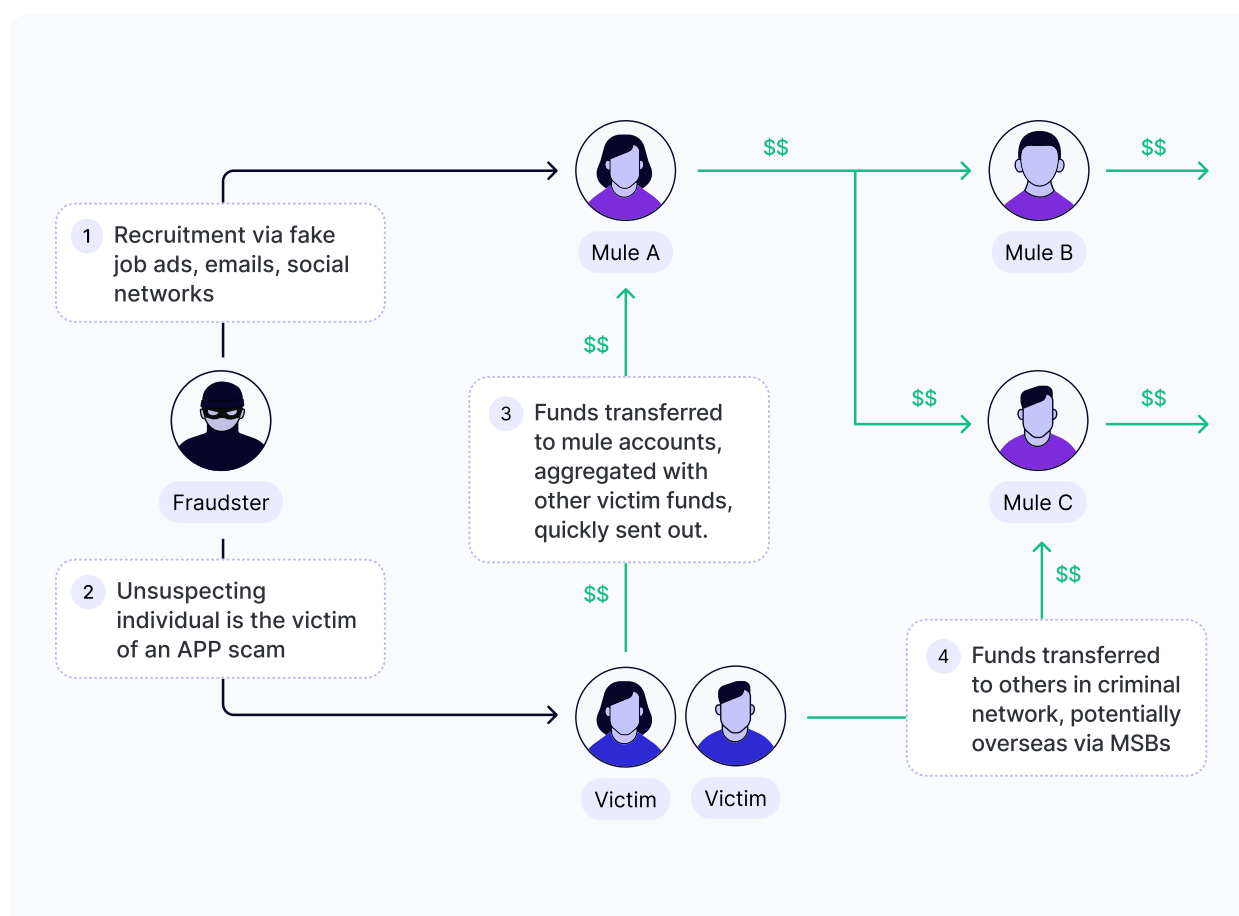 $$
$$
Mule A
Mule B
1
Recruitment via fake
job ads, emails, social
networks
$$
$$
$$
Fraudster
Mule C
3
Funds transferred
to mule accounts,
aggregated with
other victim funds,
quickly sent out.
2
Unsuspecting
individual is the victim
of an APP scam
$$
$$
4
Funds transferred
to others in criminal
network, potentially
overseas via MSBs
Victim
Victim